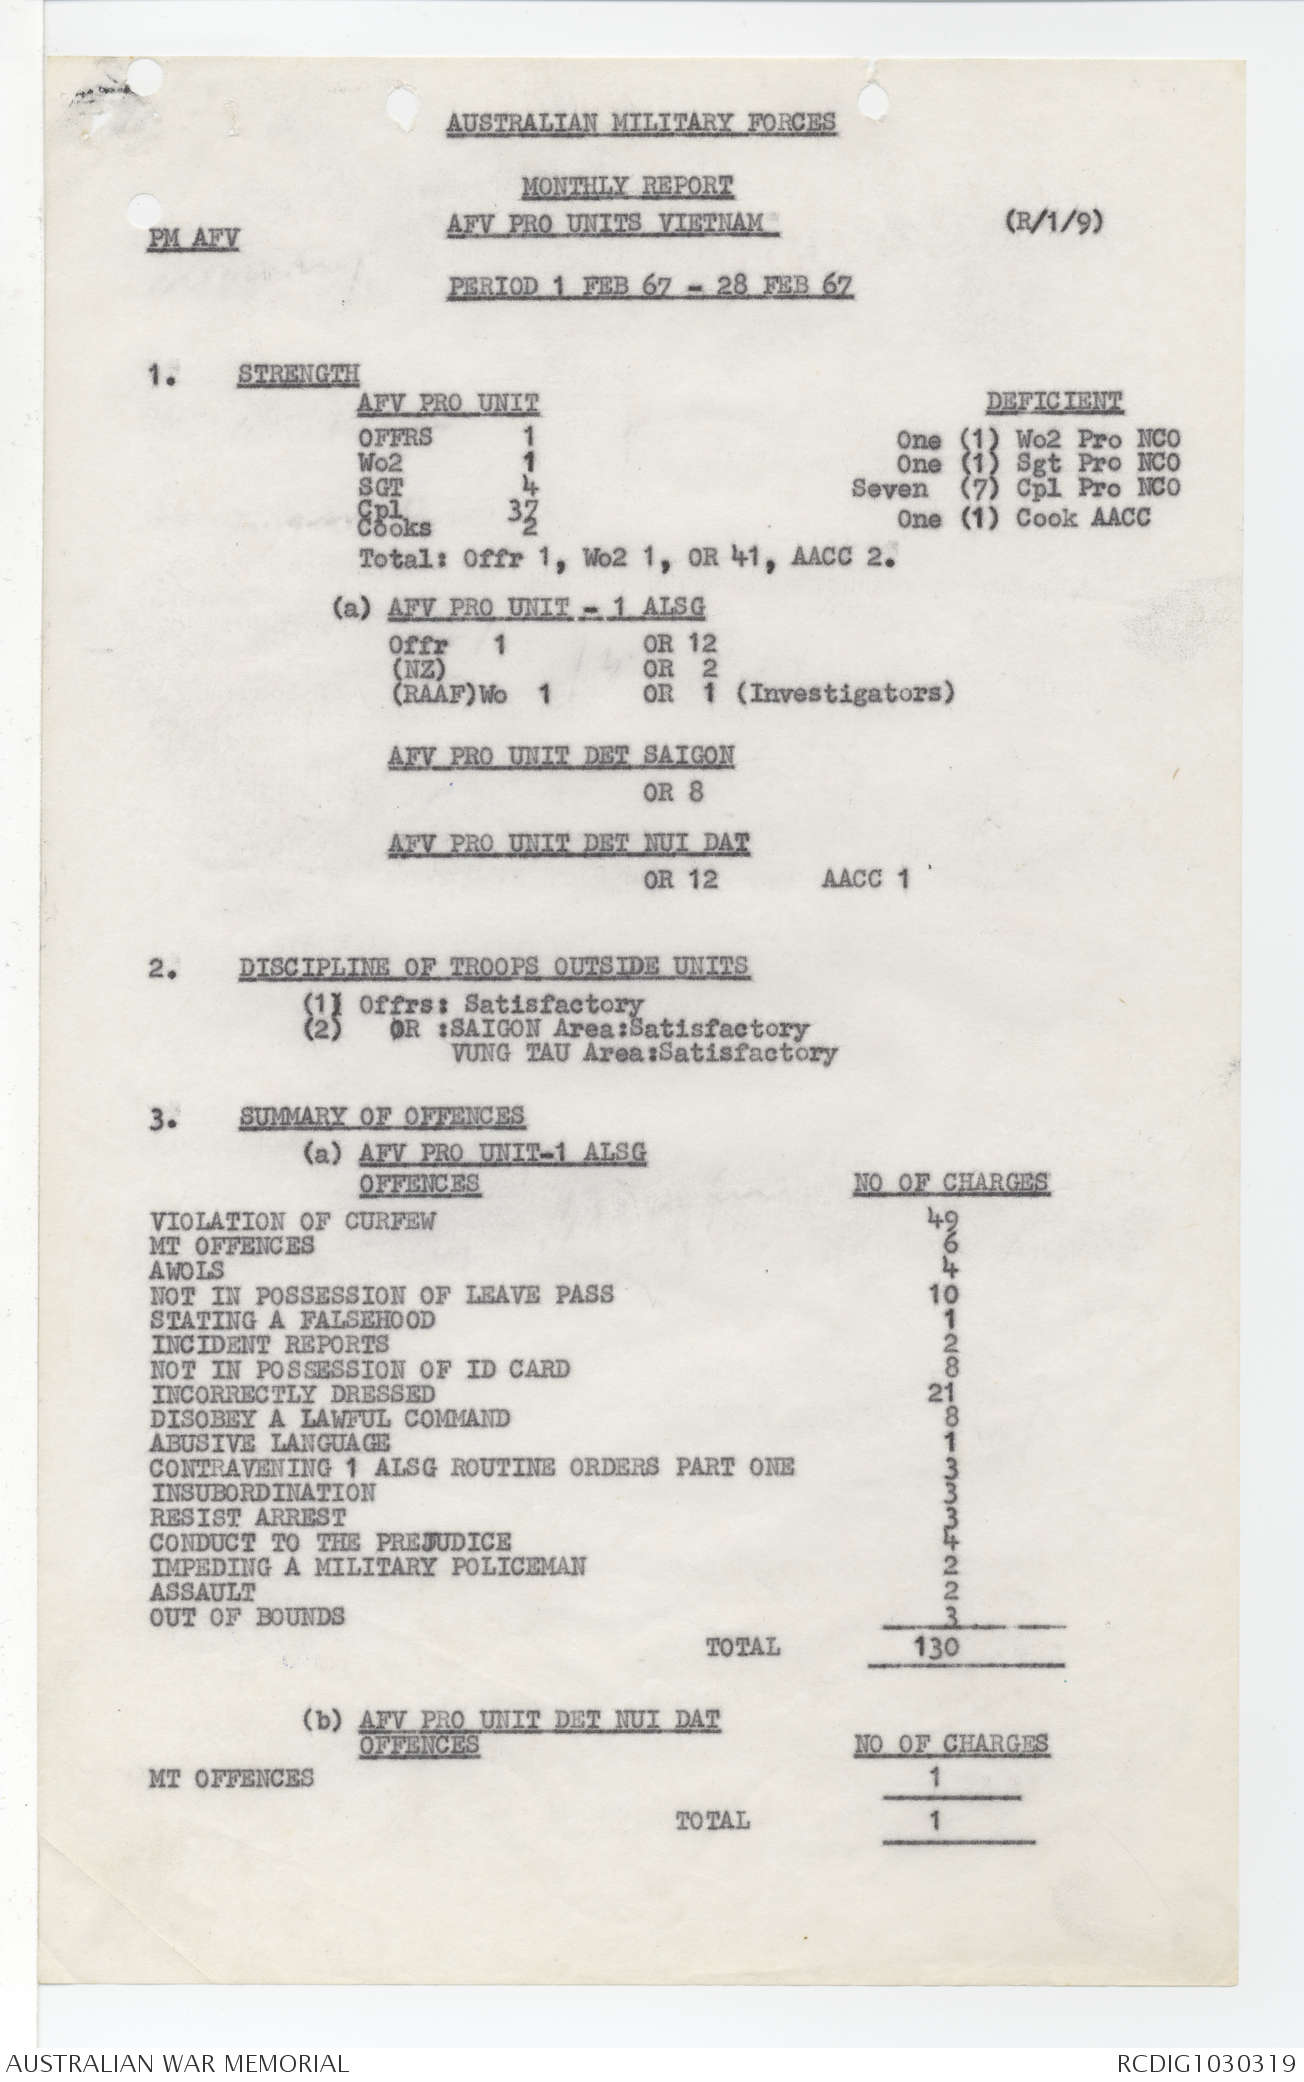 AUSTRALIAN MILITARY FORCES
MONTHLY REPORT
PM AFV AFV PRO UNITS VIETNAM (R/1/9)
PERIOD 1 FEB 67 - 28 FEB 67
1. STRENGTH
AFV PRO UNIT DEFICIENT
OFFRS 1 One (1) Wo2 Pro NCO
Wo2 1 One (1) Sgt Pro NCO
SGT 4 Seven (7) Cpl Pro NCO
Cpl 37
Cooks 2 One (1) Cook AACC
Total: Offr 1, Wo2 1, OR 41, AACC 2.
(a) AFV PRO UNIT - 1 ALSG
Offr 1 OR 12
(NZ) OR 2
(RAAF)Wo 1 OR 1 (Investigators)
AFV PRO UNIT DET SAIGON
OR 8
AFV PRO UNIT DET NUI DAT
OR 12 AACC 1
2. DISCIPLINE OF TROOPS OUTSIDE UNITS
(1) Offrs: Satisfactory
(2) OR :SAIGON Area:Satisfactory
VUNG TAU Area:Satisfactory
3. SUMMARY OF OFFENCES
(a) AFV PRO UNIT-1 ALSG
OFFENCES NO OF CHARGES
VIOLATION OF CURFEW 49
MT OFFENCES 6
AWOLS 4
NOT IN POSSESSION OF LEAVE PASS 10
STATING A FALSEHOOD 1
INCIDENT REPORTS 2
NOT IN POSSESSION OF ID CARD 8
INCORRECTLY DRESSED 21
DISOBEY A LAWFUL COMMAND 8
ABUSIVE LANGUAGE 1
CONTRAVENING 1 ALSG ROUTINE ORDERS PART ONE 3
INSUBORDINATION 3
RESIST ARREST 3
CONDUCT TO THE PREJUDICE 4
IMPEDING A MILITARY POLICEMAN 2
ASSAULT 2
OUT OF BOUNDS 3
TOTAL 130
(b) AFV PRO UNIT DET NUI DAT
OFFENCES NO OF CHARGES
MT OFFENCES 1
TOTAL 1
AUSTRALIAN WAR MEMORIAL RCDIG1030319